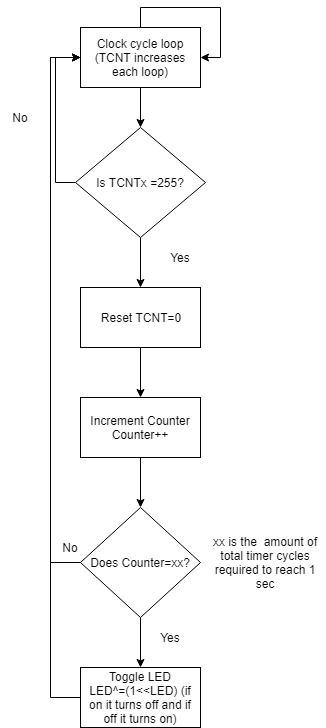 Clock cycle loop
(TCNT increases
each loop)
No
Is TCNTx =255?
Yes
Reset TCNT=0
Increment Counter
Counter++
No
Does Counter=xx?
xx is the amount of
total timer cycles
required to reach 1
sec
Yes
Toggle LED
LED^=(1<<LED) (if
on it turns off and if
off it turns on)